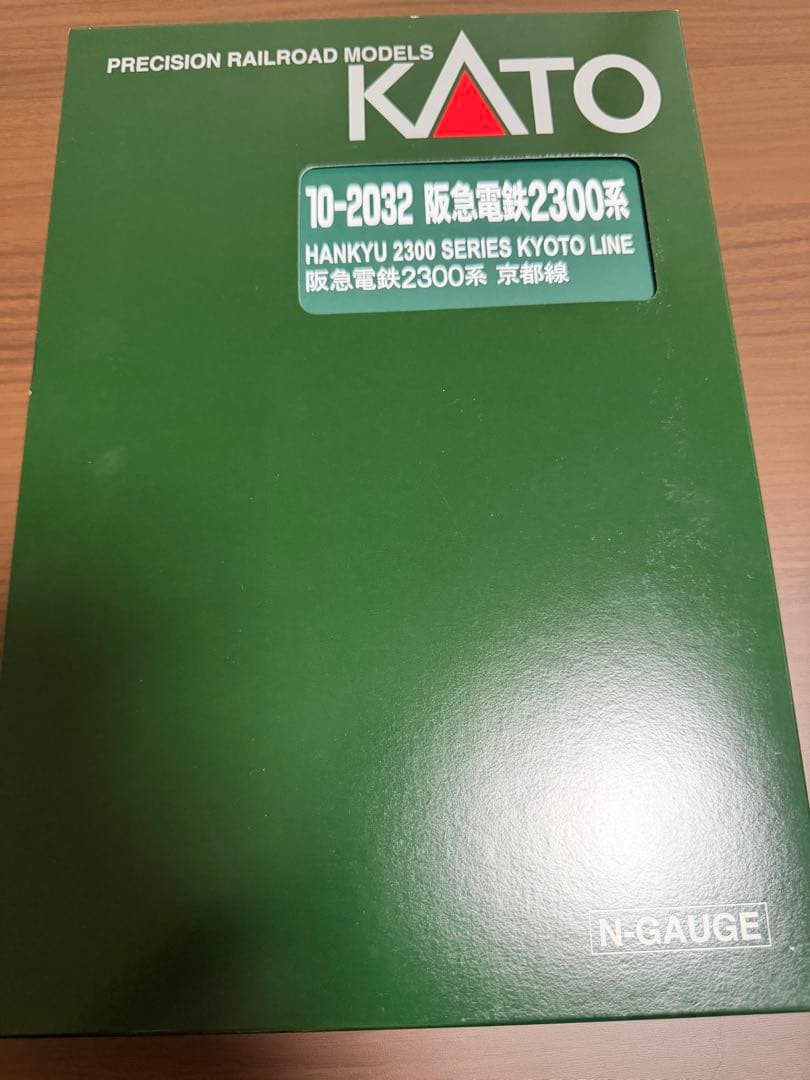 PRECISION RAILROAD MODELS
KATO
10-2032 阪急電鉄2300系
HANKYU 2300 SERIES KYOTO LINE
阪急電鉄2300系 京都線
N-GAUGE